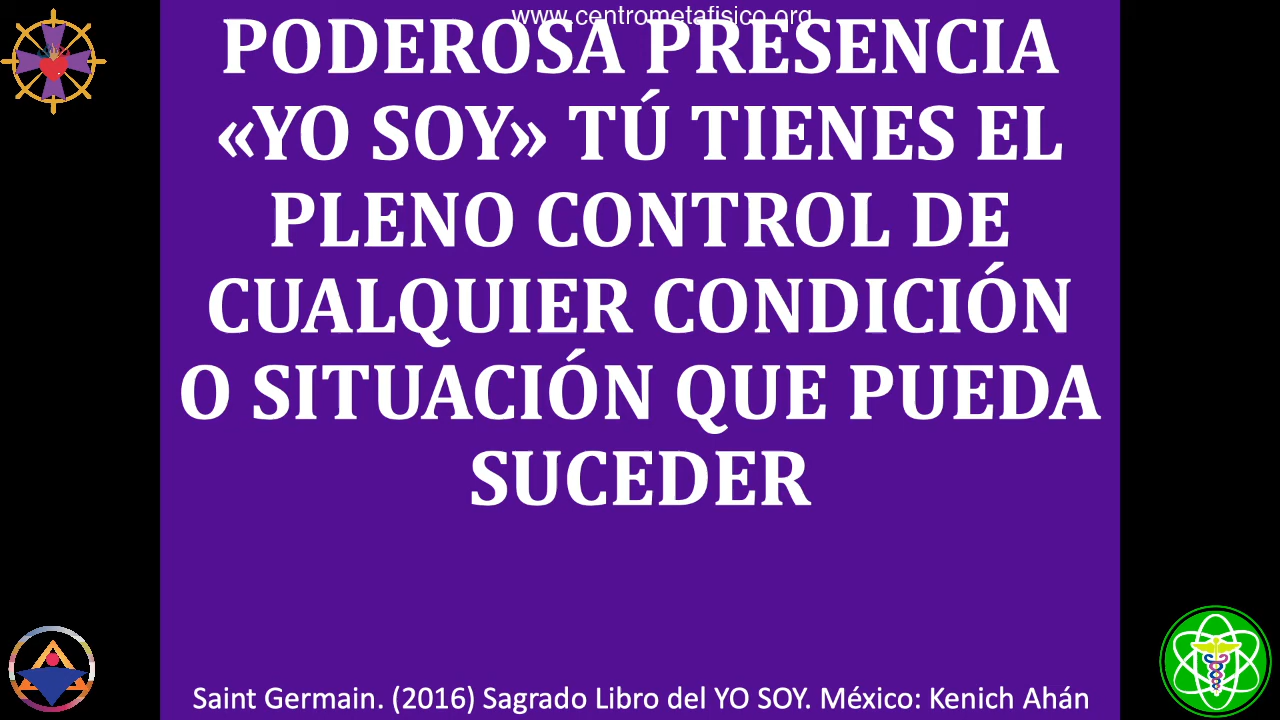 www.centrometafisico.org
PODEROSA PRESENCIA
«YO SOY» TÚ TIENES EL
PLENO CONTROL DE
CUALQUIER CONDICIÓN
O SITUACIÓN QUE PUEDA
SUCEDER
Saint Germain. (2016) Sagrado Libro del YO SOY. México: Kenich Ahán